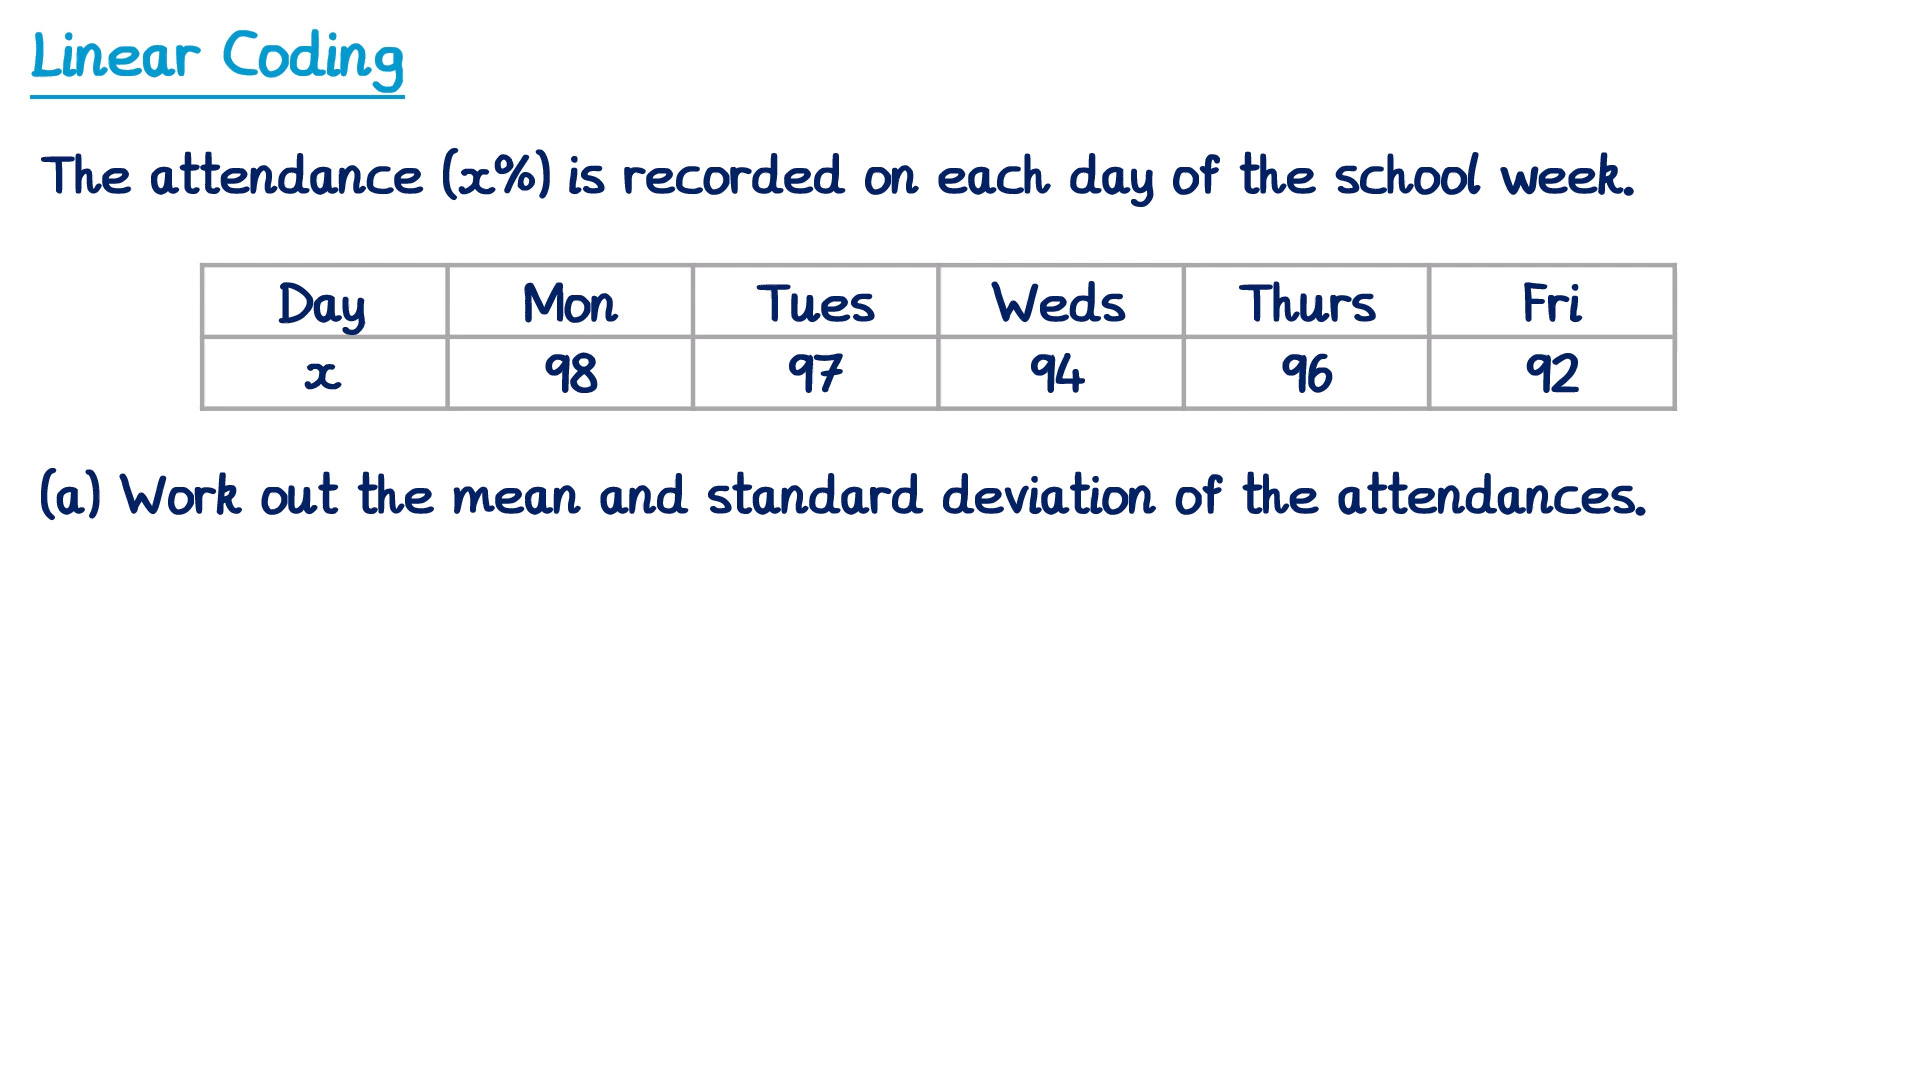 Linear Coding
The attendance (x%) is recorded on each day of the school week.
Day Mon Tues Weds Thurs Fri
x 98 97 94 96 92
(a) Work out the mean and standard deviation of the attendances.